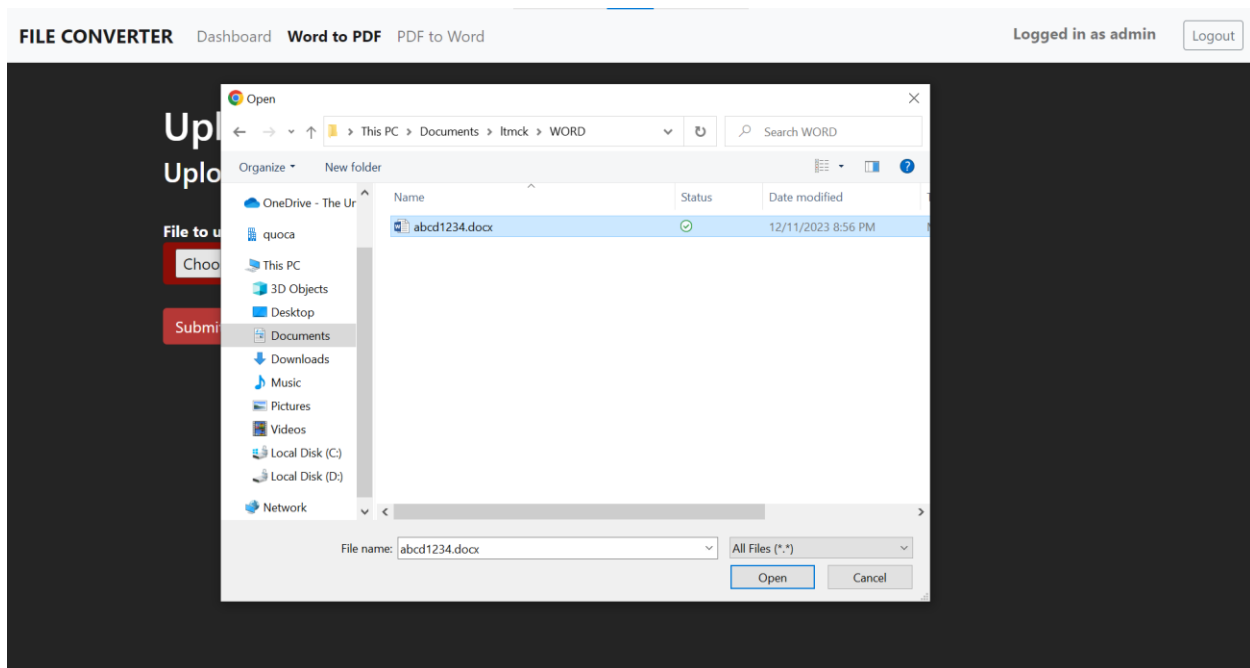 FILE CONVERTER Dashboard Word to PDF PDF to Word Logged in as admin Logout
Open
Upl
This PC > Documents > ltmck > WORD Search WORD
Uplo
Organize New folder
Name Status Date modified
OneDrive - The Ur
abcd1234.docx 12/11/2023 8:56 PM
File to u
quoca
Choo
This PC
3D Objects
Desktop
Submi
Documents
Downloads
Music
Pictures
Videos
Local Disk (C:)
Local Disk (D:)
Network
File name: abcd1234.docx All Files (*.*)
Open Cancel